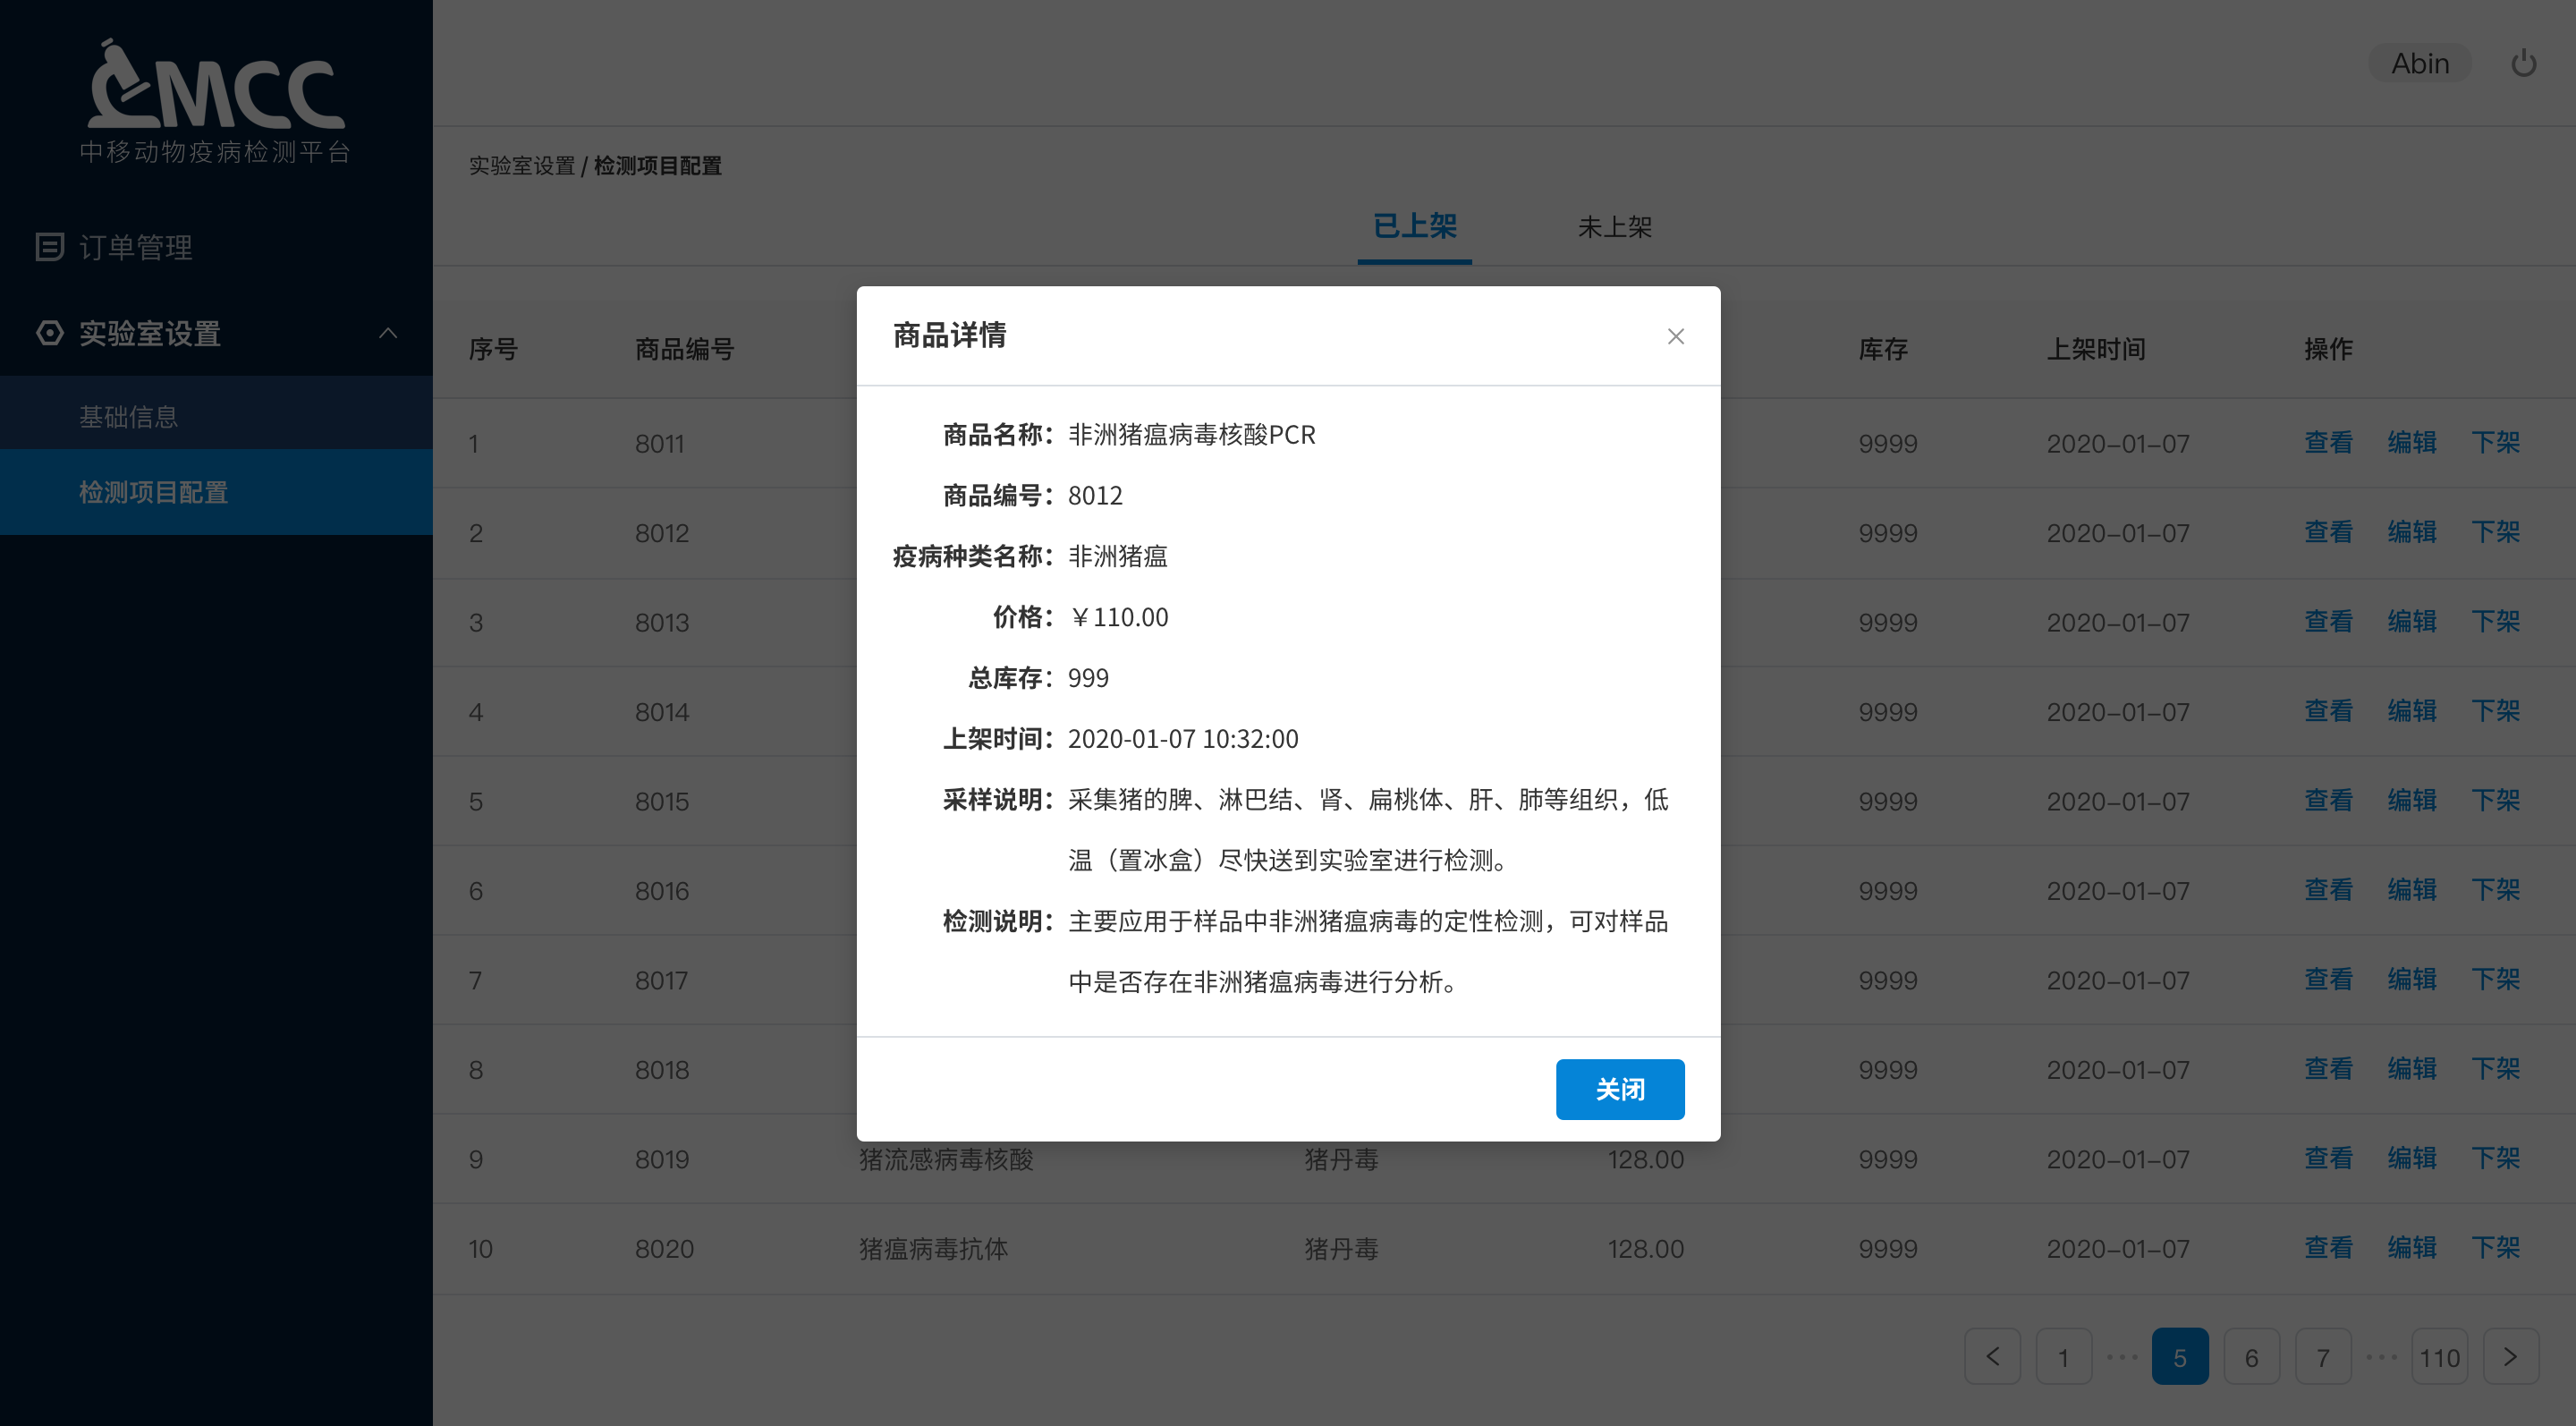 MCC
中移动物疫病检测平台
订单管理
实验室设置
基础信息
检测项目配置
Abin
实验室设置 / 检测项目配置
已上架 未上架
序号 商品编号 库存 上架时间 操作
1 8011 9999 2020-01-07 查看 编辑 下架
2 8012 9999 2020-01-07 查看 编辑 下架
3 8013 9999 2020-01-07 查看 编辑 下架
4 8014 9999 2020-01-07 查看 编辑 下架
5 8015 9999 2020-01-07 查看 编辑 下架
6 8016 9999 2020-01-07 查看 编辑 下架
7 8017 9999 2020-01-07 查看 编辑 下架
8 8018 9999 2020-01-07 查看 编辑 下架
9 8019 猪流感病毒核酸 猪丹毒 128.00 9999 2020-01-07 查看 编辑 下架
10 8020 猪瘟病毒抗体 猪丹毒 128.00 9999 2020-01-07 查看 编辑 下架
1 ··· 5 6 7 ··· 110
商品详情
商品名称：非洲猪瘟病毒核酸PCR
商品编号：8012
疫病种类名称：非洲猪瘟
价格：￥110.00
总库存：999
上架时间：2020-01-07 10:32:00
采样说明：采集猪的脾、淋巴结、肾、扁桃体、肝、肺等组织，低
温（置冰盒）尽快送到实验室进行检测。
检测说明：主要应用于样品中非洲猪瘟病毒的定性检测，可对样品
中是否存在非洲猪瘟病毒进行分析。
关闭